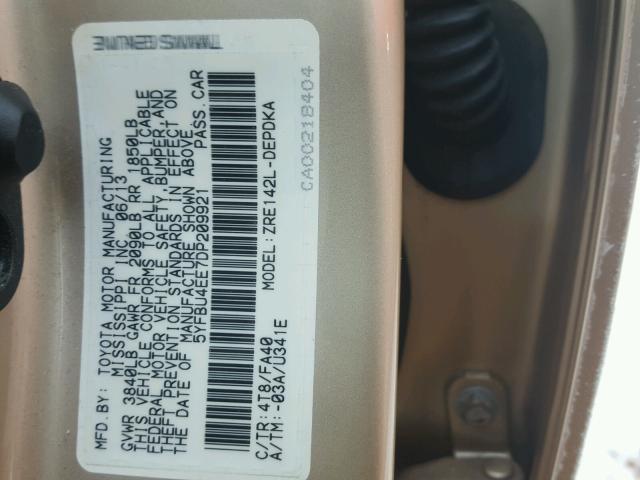 MFD.BY: TOYOTA MOTOR MANUFACTURING
MISSISSIPPI INC. 06/13
GVWR 3840LB GAWR FR 2090LB RR 1850LB
THIS VEHICLE CONFORMS TO ALL APPLICABLE
FEDERAL MOTOR VEHICLE SAFETY, BUMPER, AND
THEFT PREVENTION STANDARDS IN EFFECT ON
THE DATE OF MANUFACTURE SHOWN ABOVE
5YFBU4EE7DP209921 PASS.CAR
C/TR:4T8/FA40 MODEL:ZRE142L-DEPDKA
A/TM:-03A/U341E
CA00218404